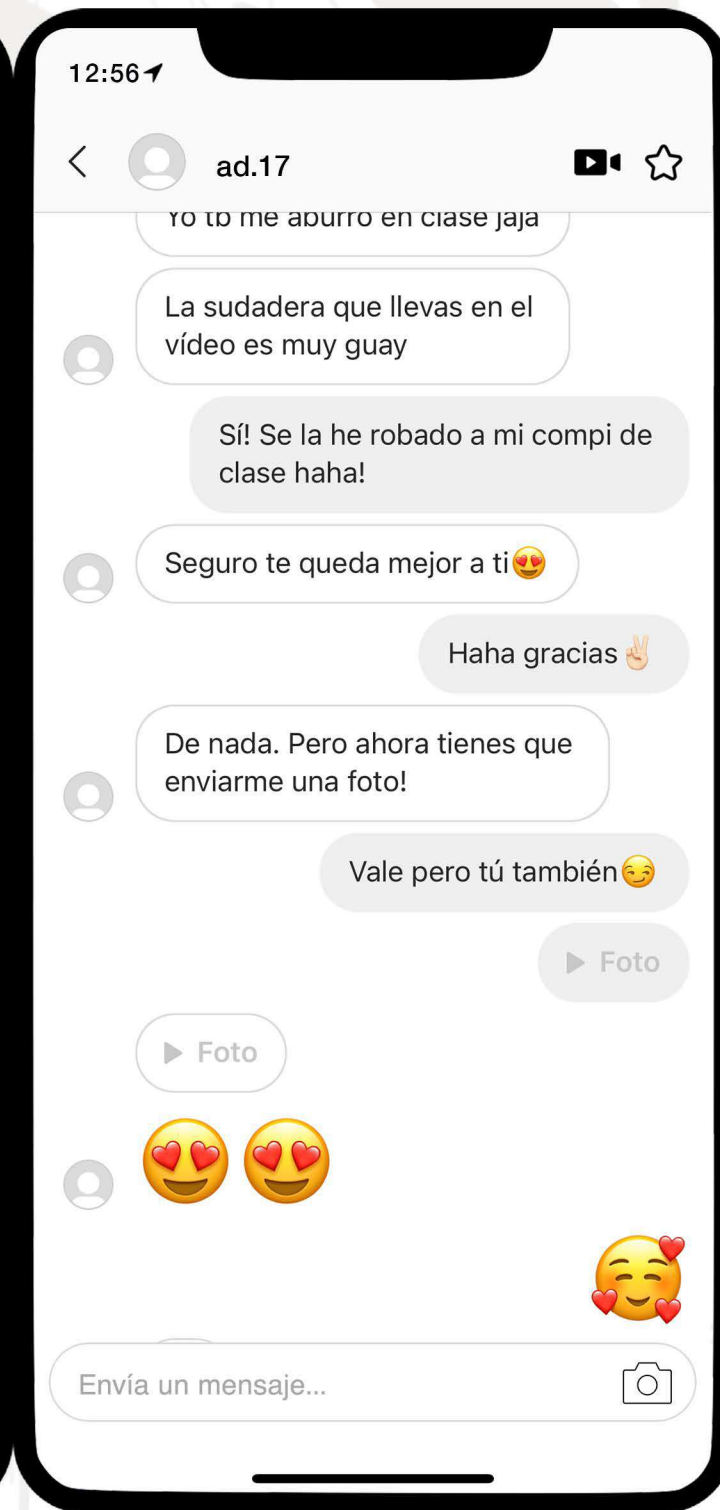 12:56
ad.17
Yo tb me aburro en clase jaja
La sudadera que llevas en el
vídeo es muy guay
Sí! Se la he robado a mi compi de
clase haha!
Seguro te queda mejor a ti😍
Haha gracias✌🏻
De nada. Pero ahora tienes que
enviarme una foto!
Vale pero tú también😏
Foto
Foto
😍😍
🥰
Envía un mensaje...